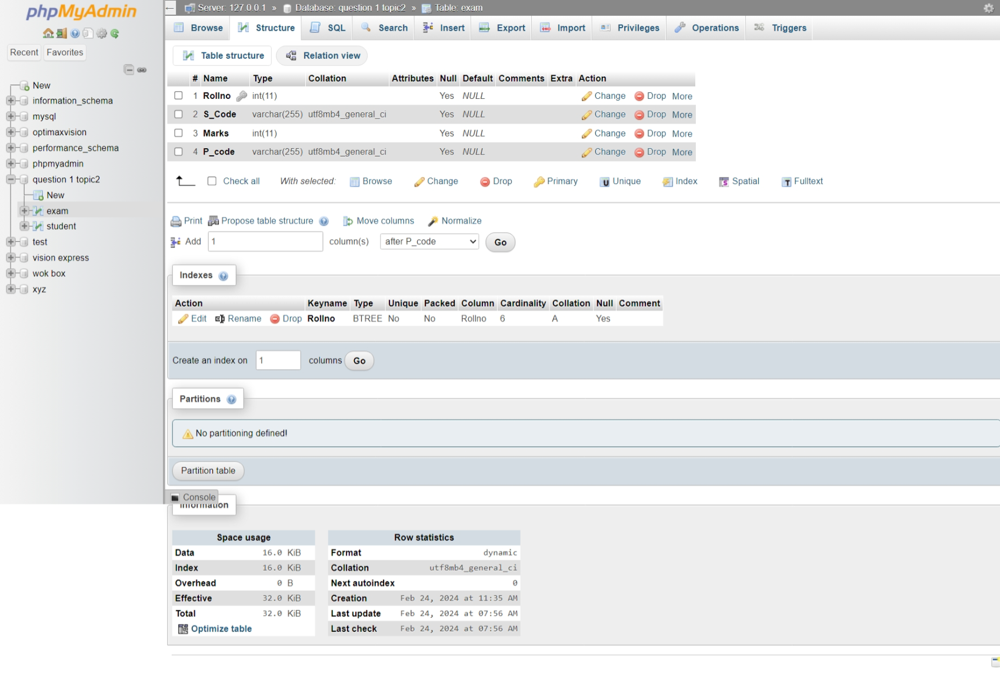 phpMyAdmin
Recent Favorites
New
information_schema
mysql
optimaxvision
performance_schema
phpmyadmin
question 1 topic2
New
exam
student
test
vision express
wok box
xyz
Server: 127.0.0.1 » Database: question 1 topic2 » Table: exam
Browse Structure SQL Search Insert Export Import Privileges Operations Triggers
Table structure Relation view
# Name Type Collation Attributes Null Default Comments Extra Action
1 Rollno int(11) Yes NULL Change Drop More
2 S_Code varchar(255) utf8mb4_general_ci Yes NULL Change Drop More
3 Marks int(11) Yes NULL Change Drop More
4 P_code varchar(255) utf8mb4_general_ci Yes NULL Change Drop More
Check all With selected: Browse Change Drop Primary Unique Index Spatial Fulltext
Print Propose table structure Move columns Normalize
Add 1 column(s) after P_code Go
Indexes
Action Keyname Type Unique Packed Column Cardinality Collation Null Comment
Edit Rename Drop Rollno BTREE No No Rollno 6 A Yes
Create an index on 1 columns Go
Partitions
No partitioning defined!
Partition table
Console
Information
Space usage
Data 16.0 KiB
Index 16.0 KiB
Overhead 0 B
Effective 32.0 KiB
Total 32.0 KiB
Optimize table
Row statistics
Format dynamic
Collation utf8mb4_general_ci
Next autoindex 0
Creation Feb 24, 2024 at 11:35 AM
Last update Feb 24, 2024 at 07:56 AM
Last check Feb 24, 2024 at 07:56 AM